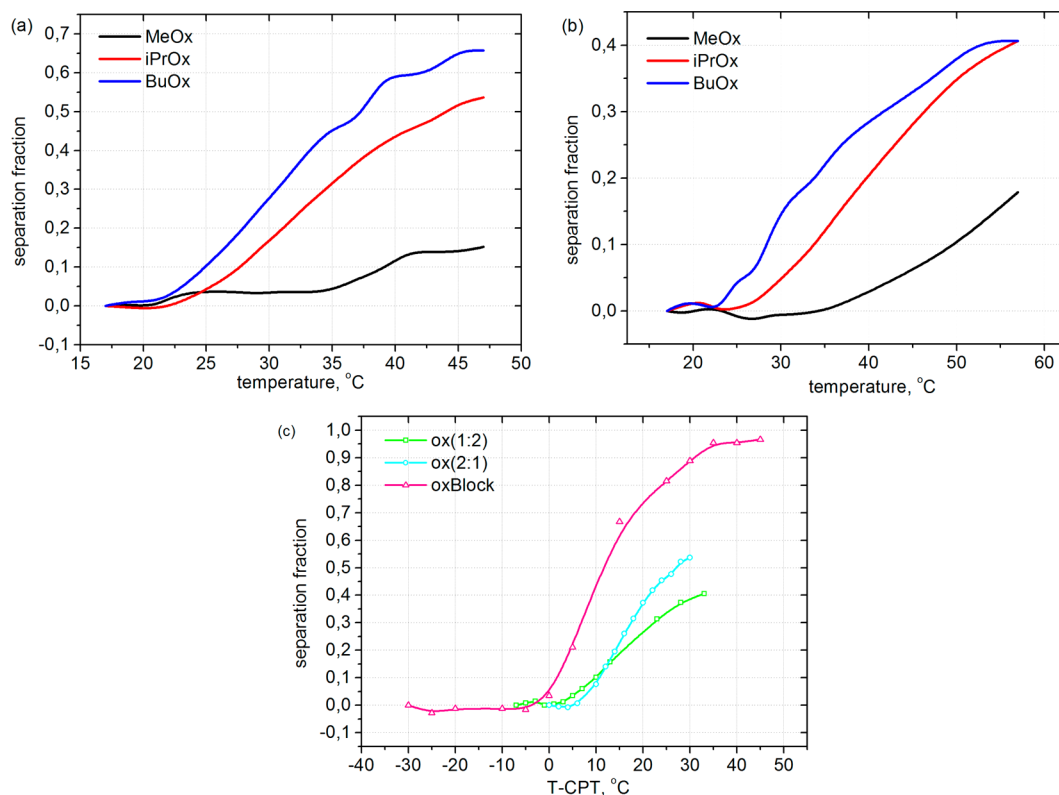 (a)
MeOx
iPrOx
BuOx
0,7
0,6
0,5
0,4
0,3
0,2
0,1
0,0
-0,1
separation fraction
15 20 25 30 35 40 45 50
temperature, °C
(b)
MeOx
iPrOx
BuOx
0,4
0,3
0,2
0,1
0,0
separation fraction
20 30 40 50 60
temperature, °C
(c)
ox(1:2)
ox(2:1)
oxBlock
1,0
0,9
0,8
0,7
0,6
0,5
0,4
0,3
0,2
0,1
0,0
-0,1
separation fraction
-40 -30 -20 -10 0 10 20 30 40 50
T-CPT, °C